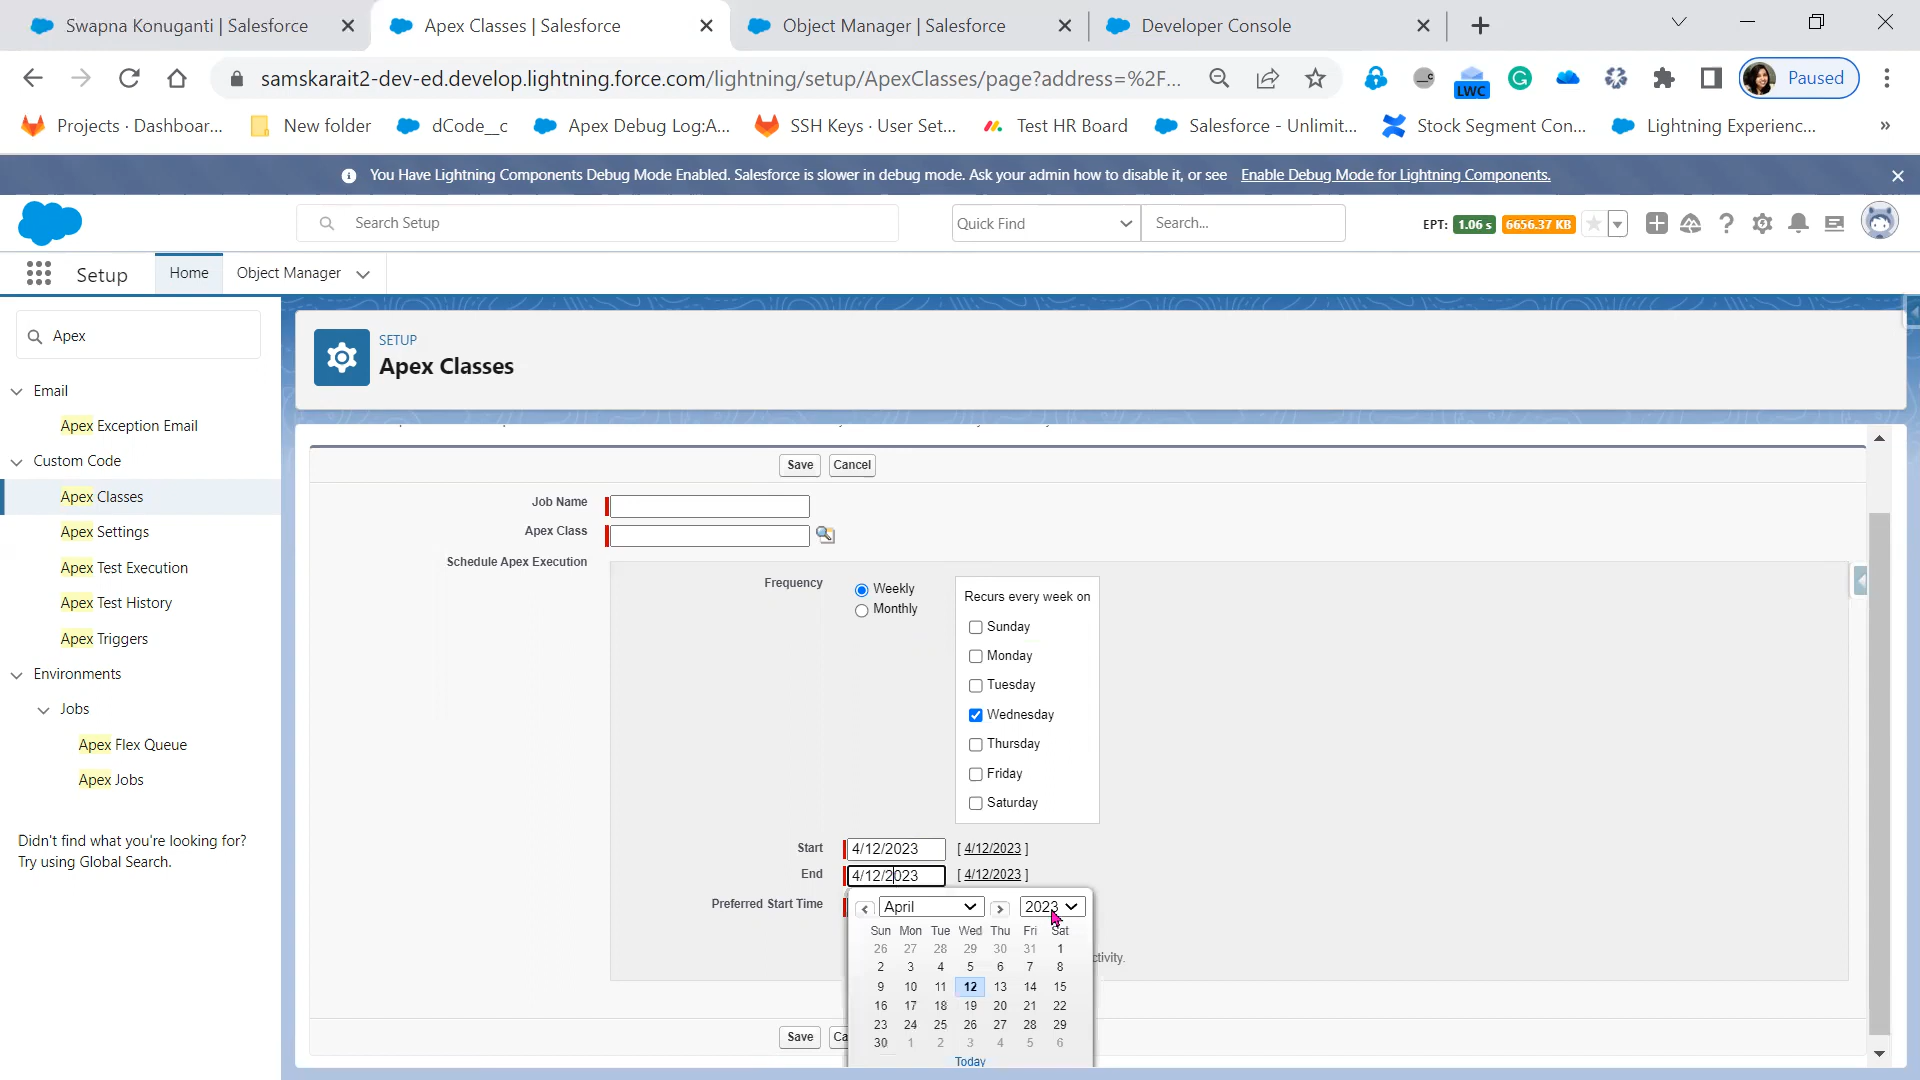 Swapna Konuganti | Salesforce
Apex Classes | Salesforce
Object Manager | Salesforce
Developer Console
samskarait2-dev-ed.develop.lightning.force.com/lightning/setup/ApexClasses/page?address=%2F...
LWC
Paused
Projects · Dashboar...
New folder
dCode__c
Apex Debug Log:A...
SSH Keys · User Set...
Test HR Board
Salesforce - Unlimit...
Stock Segment Con...
Lightning Experienc...
»
You Have Lightning Components Debug Mode Enabled. Salesforce is slower in debug mode. Ask your admin how to disable it, or see Enable Debug Mode for Lightning Components.
Search Setup
Quick Find
Search...
EPT: 1.06 s 6656.37 KB
Setup
Home
Object Manager
Apex
Email
Apex Exception Email
Custom Code
Apex Classes
Apex Settings
Apex Test Execution
Apex Test History
Apex Triggers
Environments
Jobs
Apex Flex Queue
Apex Jobs
Didn't find what you're looking for?
Try using Global Search.
SETUP
Apex Classes
Save Cancel
Job Name
Apex Class
Schedule Apex Execution
Frequency
Weekly
Monthly
Recurs every week on
Sunday
Monday
Tuesday
Wednesday
Thursday
Friday
Saturday
Start 4/12/2023 [ 4/12/2023 ]
End 4/12/2023 [ 4/12/2023 ]
Preferred Start Time
April 2023
Sun Mon Tue Wed Thu Fri Sat
26 27 28 29 30 31 1
2 3 4 5 6 7 8
9 10 11 12 13 14 15
16 17 18 19 20 21 22
23 24 25 26 27 28 29
30 1 2 3 4 5 6
Today
ctivity.
Save Ca